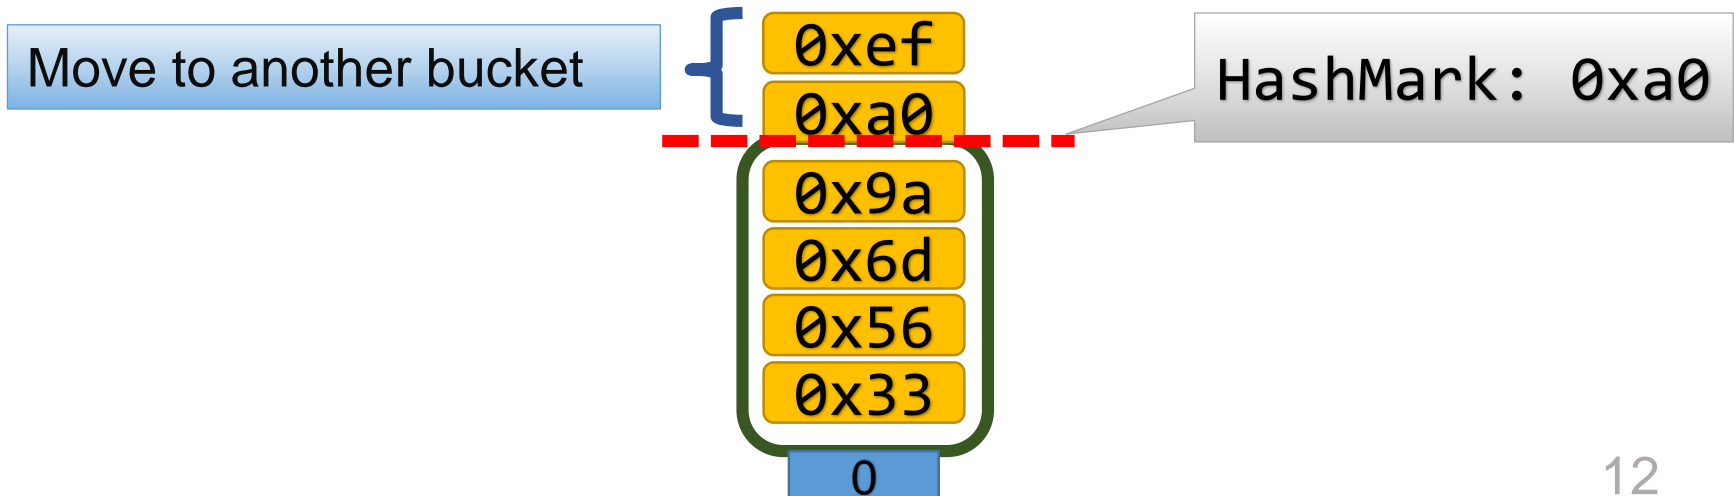 Move to another bucket
0xef
HashMark: 0xa0
0xa0
0x9a
0x6d
0x56
0x33
0
12